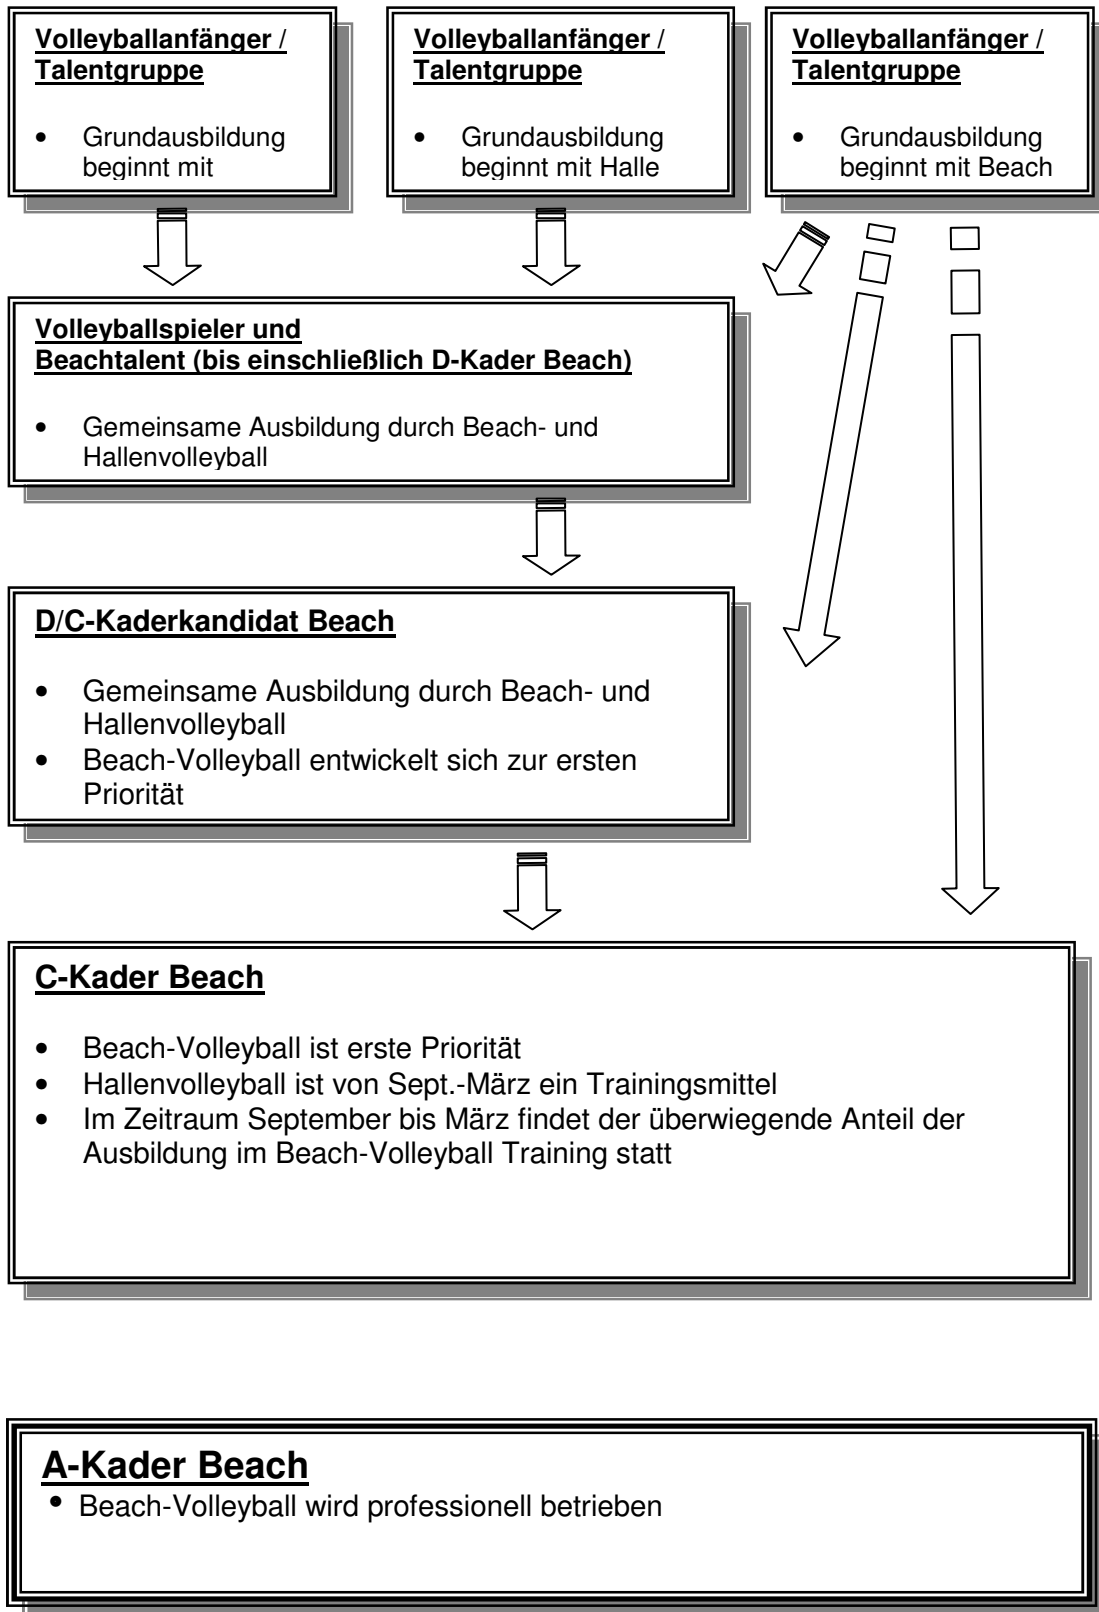 Volleyballanfänger /
Talentgruppe
• Grundausbildung
beginnt mit
Volleyballanfänger /
Talentgruppe
• Grundausbildung
beginnt mit Halle
Volleyballanfänger /
Talentgruppe
• Grundausbildung
beginnt mit Beach
Volleyballspieler und
Beachtalent (bis einschließlich D-Kader Beach)
• Gemeinsame Ausbildung durch Beach- und
Hallenvolleyball
D/C-Kaderkandidat Beach
• Gemeinsame Ausbildung durch Beach- und
Hallenvolleyball
• Beach-Volleyball entwickelt sich zur ersten
Priorität
C-Kader Beach
• Beach-Volleyball ist erste Priorität
• Hallenvolleyball ist von Sept.-März ein Trainingsmittel
• Im Zeitraum September bis März findet der überwiegende Anteil der
Ausbildung im Beach-Volleyball Training statt
A-Kader Beach
• Beach-Volleyball wird professionell betrieben